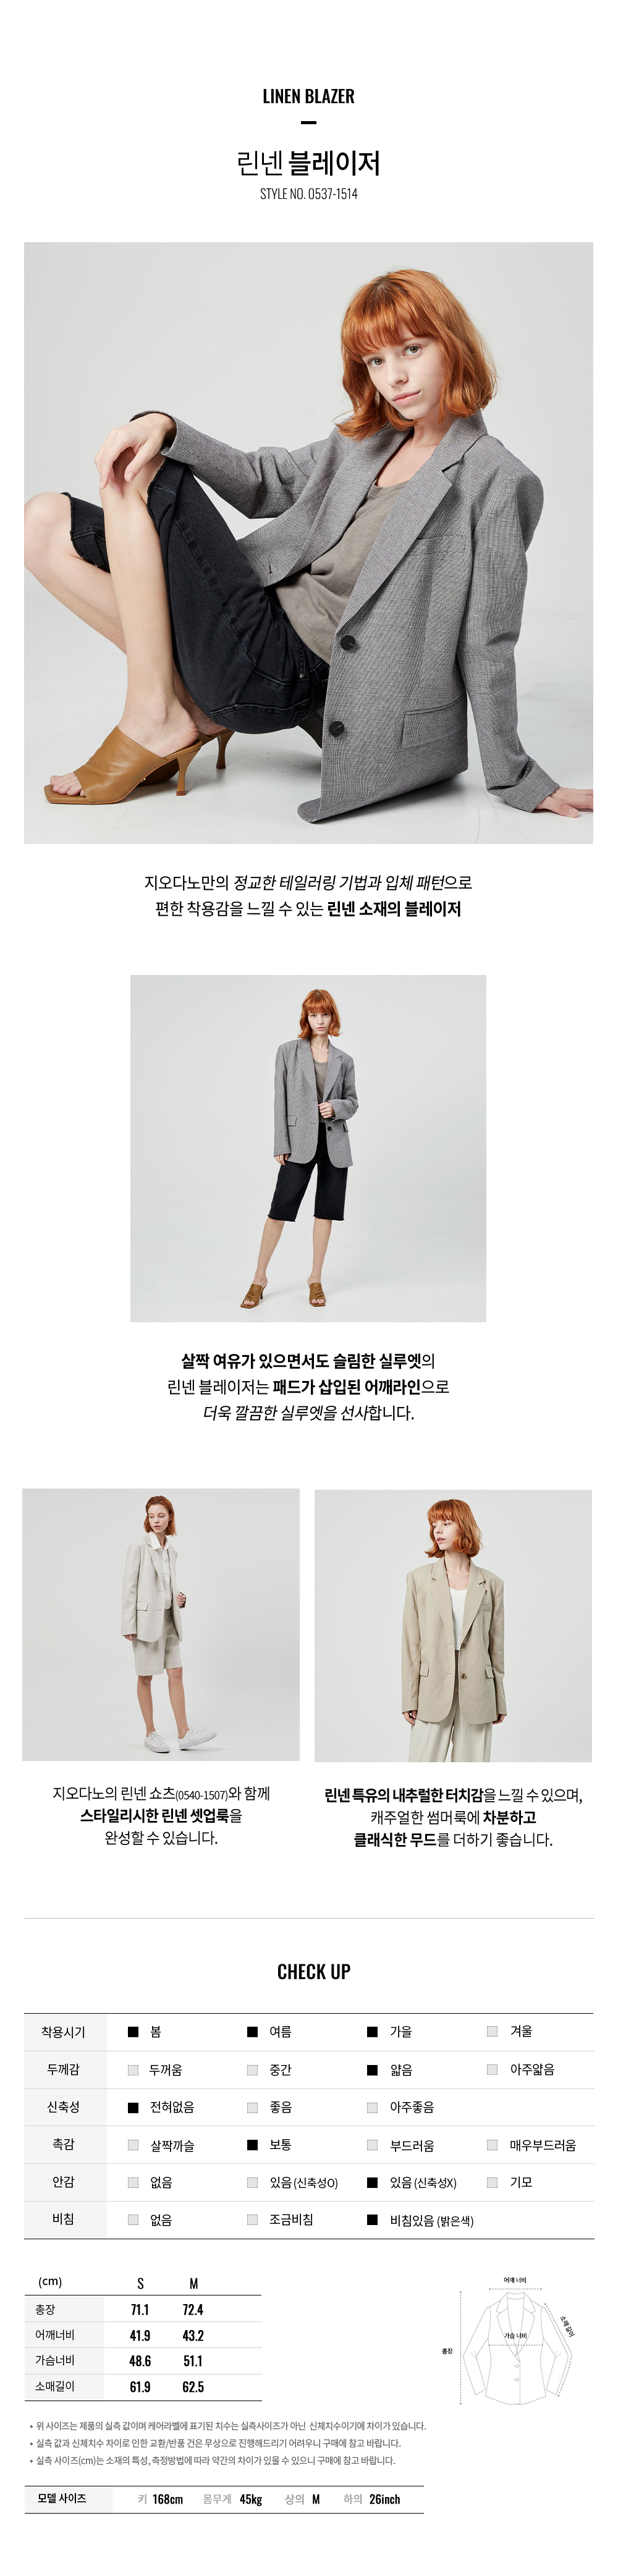 LINEN BLAZER
린넨 블레이저
STYLE NO. 0537-1514
지오다노만의 정교한 테일러링 기법과 입체 패턴으로
편한 착용감을 느낄 수 있는 린넨 소재의 블레이저
살짝 여유가 있으면서도 슬림한 실루엣의
린넨 블레이저는 패드가 삽입된 어깨라인으로
더욱 깔끔한 실루엣을 선사합니다.
지오다노의 린넨 쇼츠(0540-1507)와 함께
스타일리시한 린넨 셋업룩을
완성할 수 있습니다.
린넨 특유의 내추럴한 터치감을 느낄 수 있으며,
캐주얼한 썸머룩에 차분하고
클래식한 무드를 더하기 좋습니다.
CHECK UP
착용시기 봄 여름 가을 겨울
두께감 두꺼움 중간 얇음 아주얇음
신축성 전혀없음 좋음 아주좋음
촉감 살짝까슬 보통 부드러움 매우부드러움
안감 없음 있음 (신축성O) 있음 (신축성X) 기모
비침 없음 조금비침 비침있음 (밝은색)
(cm) S M
총장 71.1 72.4
어깨너비 41.9 43.2
가슴너비 48.6 51.1
소매길이 61.9 62.5
어깨 너비
소매 길이
가슴 너비
총장
• 위 사이즈는 제품의 실측 값이며 케어라벨에 표기된 치수는 실측사이즈가 아닌 신체치수이기에 차이가 있습니다.
• 실측 값과 신체치수 차이로 인한 교환/반품 건은 무상으로 진행해드리기 어려우니 구매에 참고 바랍니다.
• 실측 사이즈(cm)는 소재의 특성, 측정방법에 따라 약간의 차이가 있을 수 있으니 구매에 참고 바랍니다.
모델 사이즈 키 168cm 몸무게 45kg 상의 M 하의 26inch